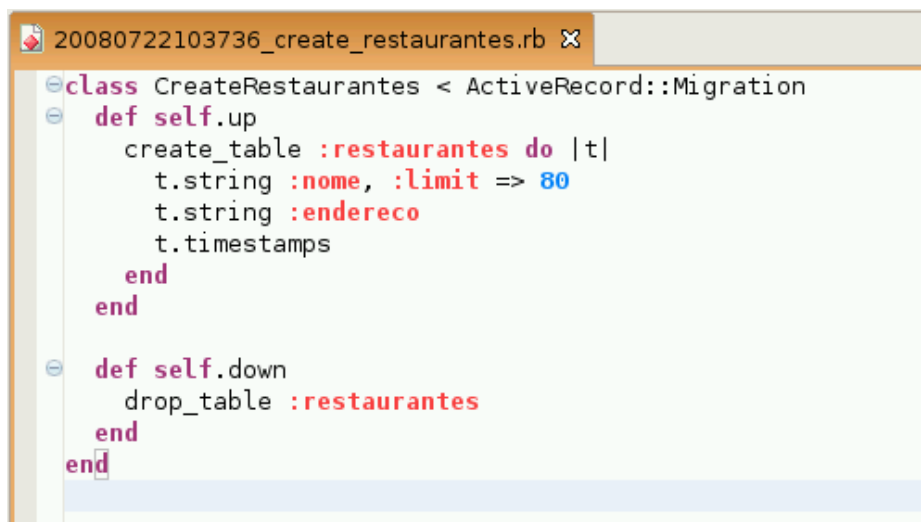 20080722103736_create_restaurantes.rb
class CreateRestaurantes < ActiveRecord::Migration
  def self.up
    create_table :restaurantes do |t|
      t.string :nome, :limit => 80
      t.string :endereco
      t.timestamps
    end
  end

  def self.down
    drop_table :restaurantes
  end
end